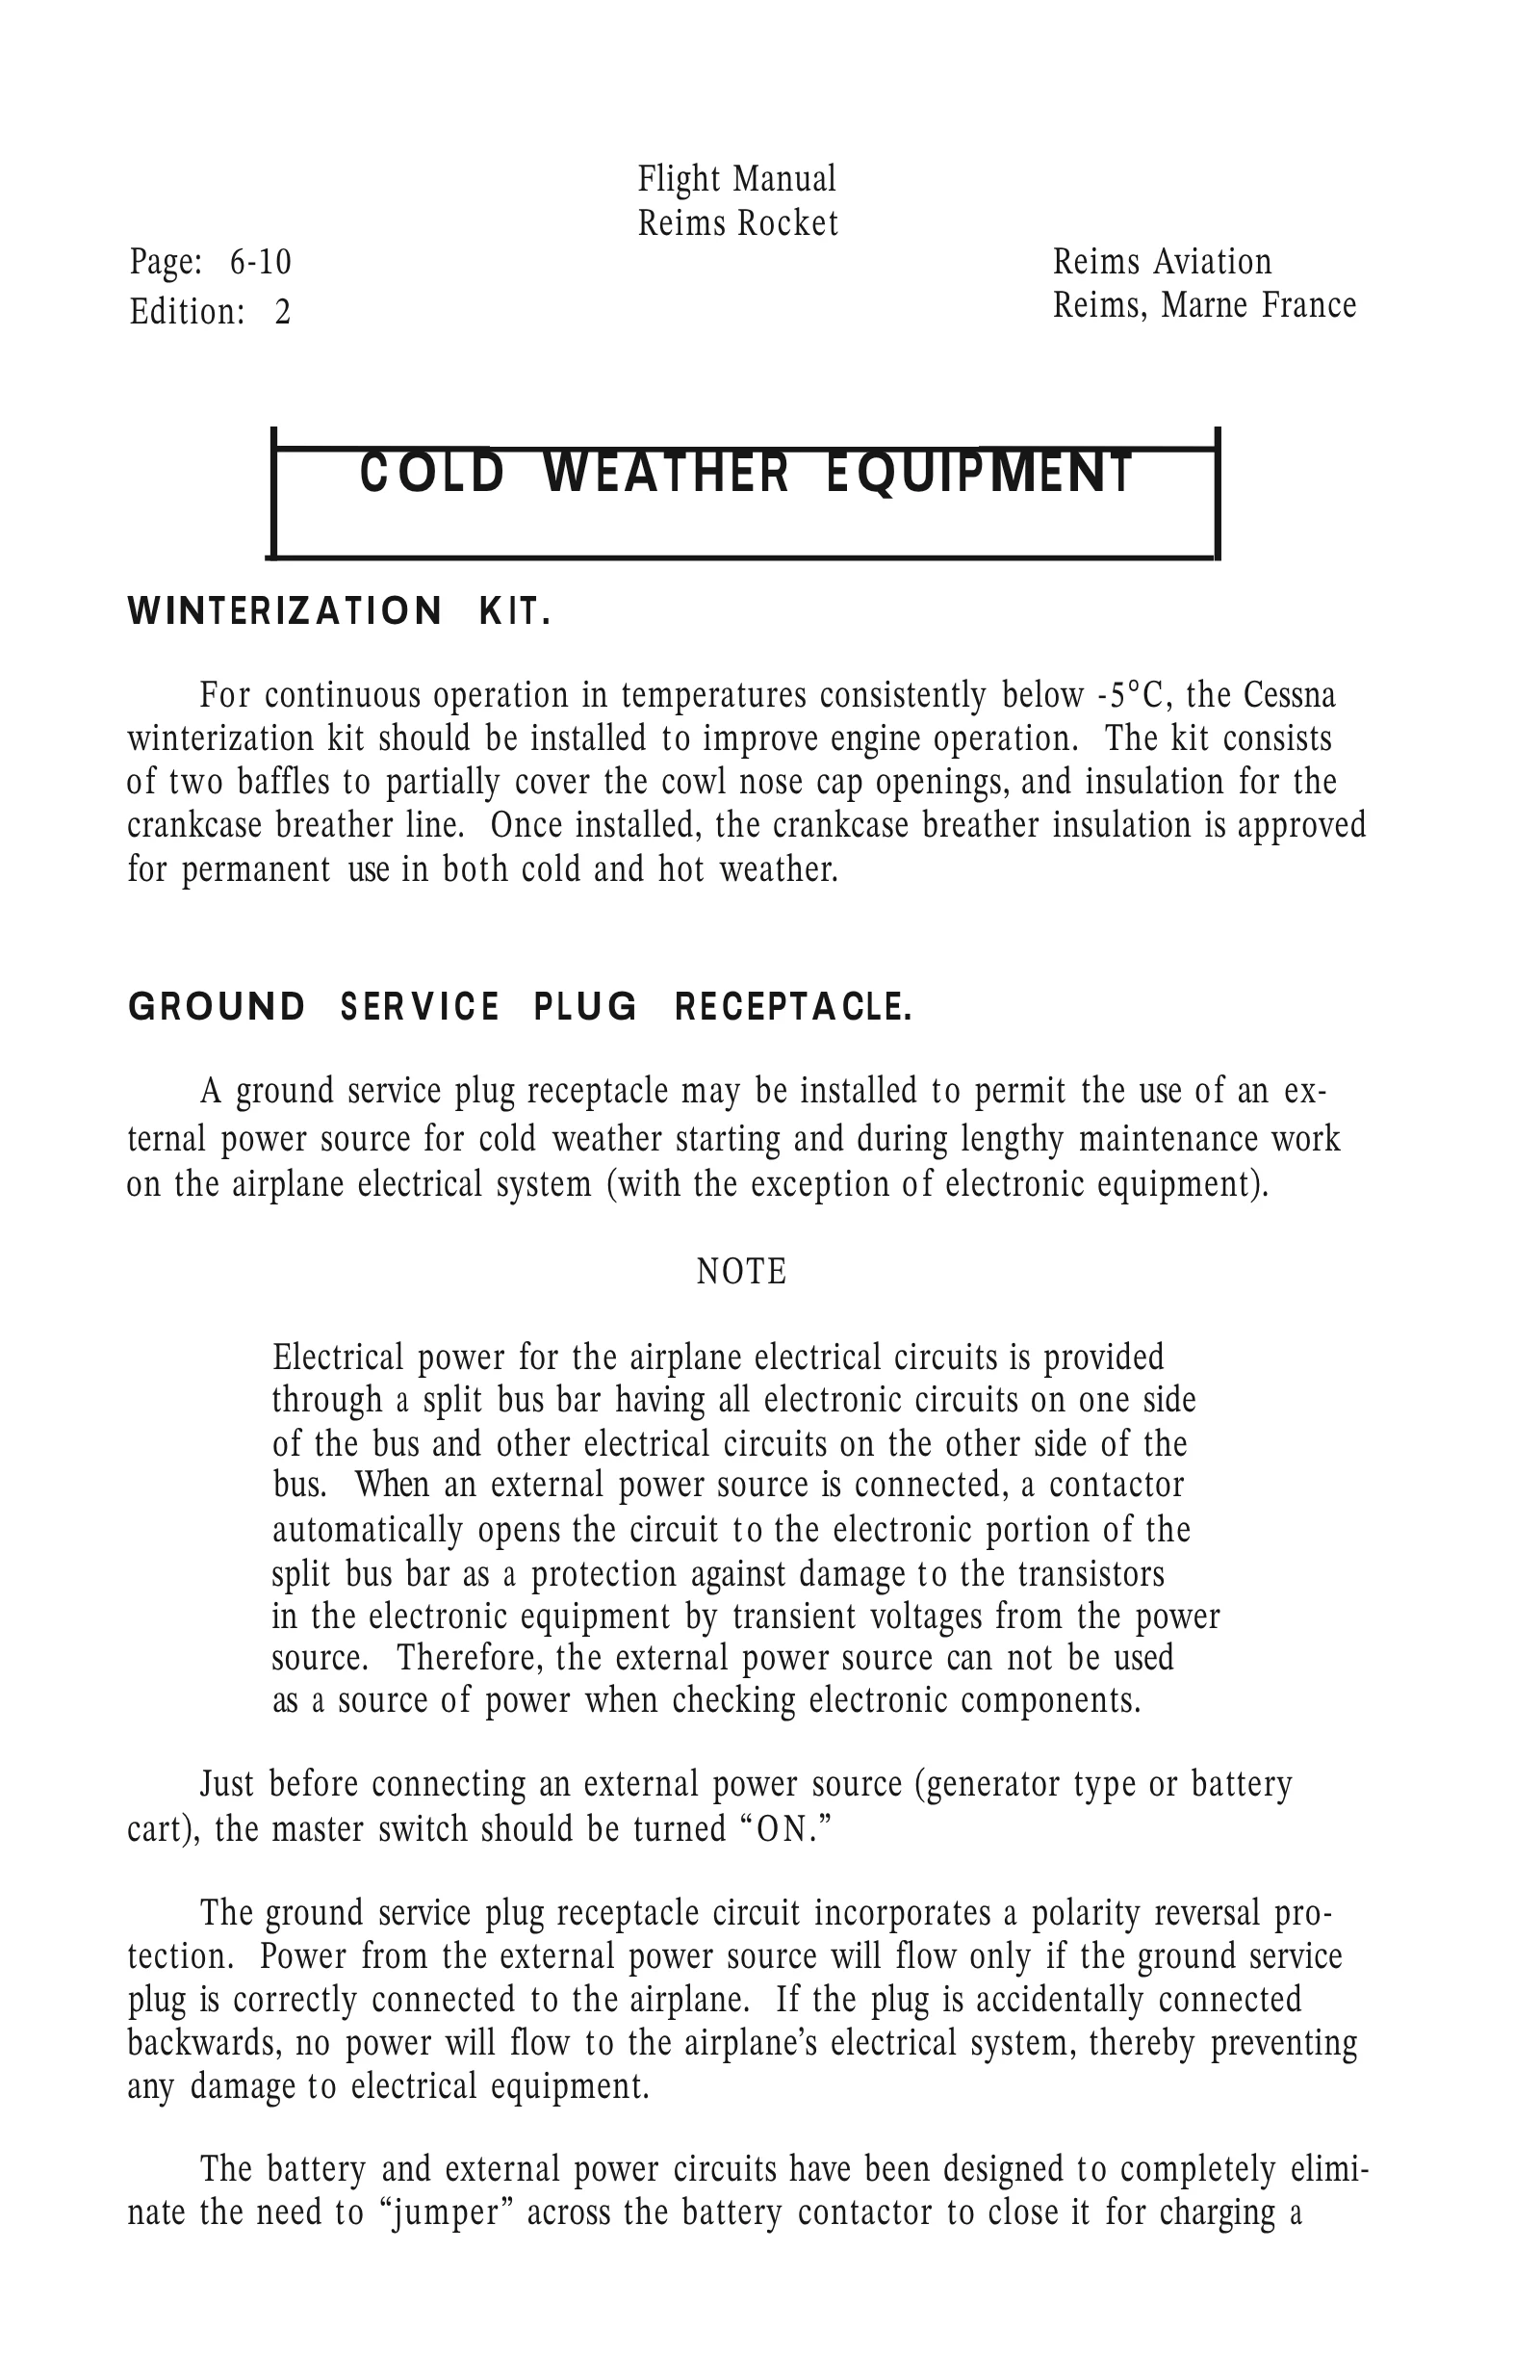 Flight Manual
Reims Rocket
Page: 6-10
Edition: 2
Reims Aviation
Reims, Marne France
COLD WEATHER EQUIPMENT
WINTERIZATION KIT.
For continuous operation in temperatures consistently below -5°C, the Cessna
winterization kit should be installed to improve engine operation. The kit consists
of two baffles to partially cover the cowl nose cap openings, and insulation for the
crankcase breather line. Once installed, the crankcase breather insulation is approved
for permanent use in both cold and hot weather.
GROUND SERVICE PLUG RECEPTACLE.
A ground service plug receptacle may be installed to permit the use of an ex-
ternal power source for cold weather starting and during lengthy maintenance work
on the airplane electrical system (with the exception of electronic equipment).
NOTE
Electrical power for the airplane electrical circuits is provided
through a split bus bar having all electronic circuits on one side
of the bus and other electrical circuits on the other side of the
bus. When an external power source is connected, a contactor
automatically opens the circuit to the electronic portion of the
split bus bar as a protection against damage to the transistors
in the electronic equipment by transient voltages from the power
source. Therefore, the external power source can not be used
as a source of power when checking electronic components.
Just before connecting an external power source (generator type or battery
cart), the master switch should be turned “ON.”
The ground service plug receptacle circuit incorporates a polarity reversal pro-
tection. Power from the external power source will flow only if the ground service
plug is correctly connected to the airplane. If the plug is accidentally connected
backwards, no power will flow to the airplane’s electrical system, thereby preventing
any damage to electrical equipment.
The battery and external power circuits have been designed to completely elimi-
nate the need to “jumper” across the battery contactor to close it for charging a